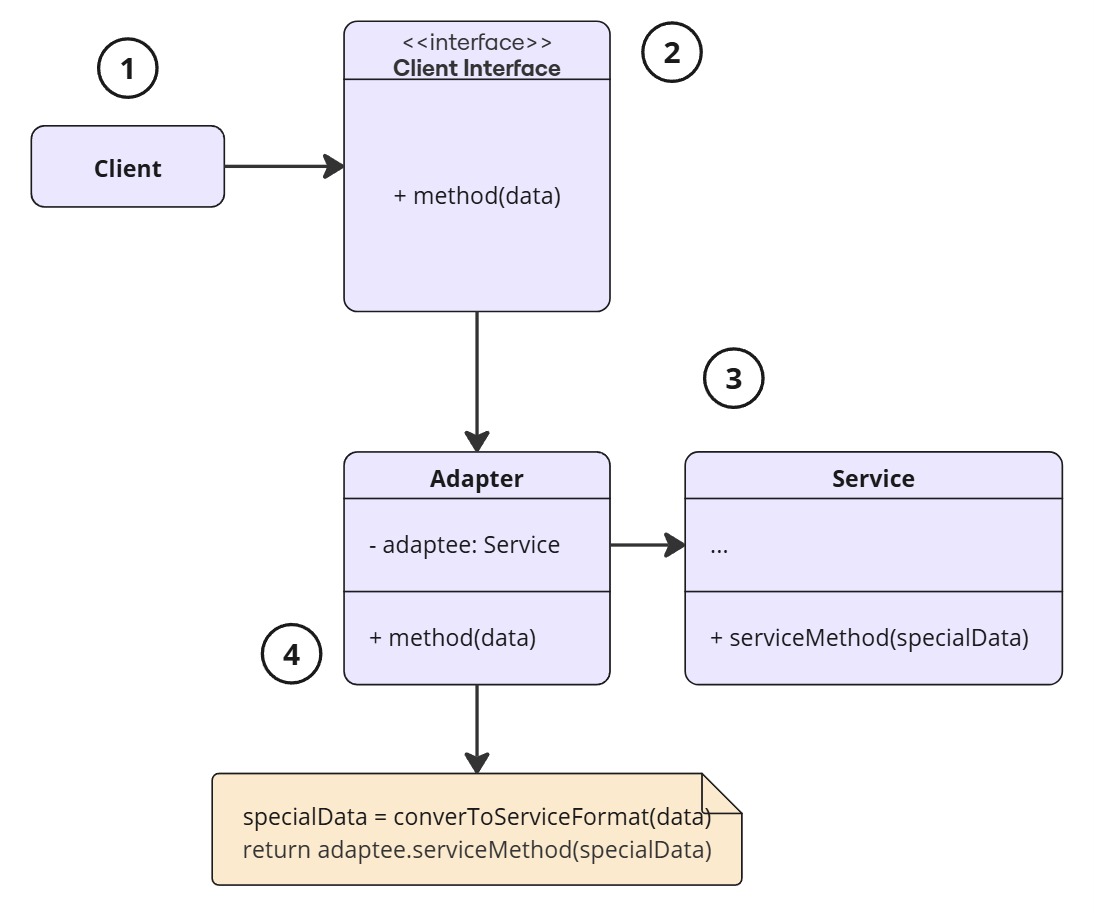 1
Client
<<interface>>
Client Interface
+ method(data)
2
3
Adapter
- adaptee: Service
+ method(data)
Service
...
+ serviceMethod(specialData)
4
specialData = converToServiceFormat(data)
return adaptee.serviceMethod(specialData)